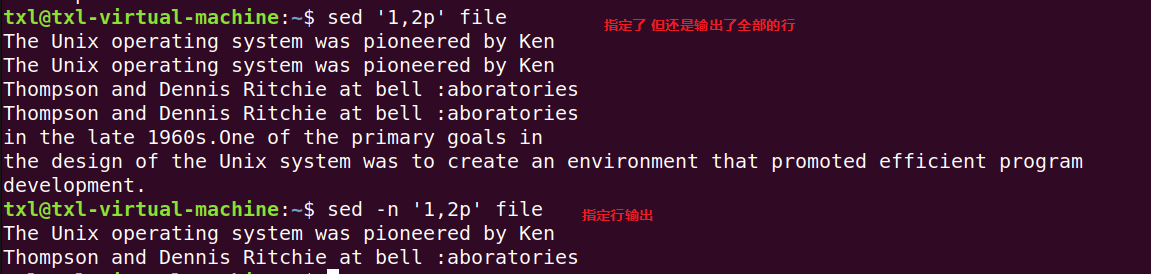 txl@txl-virtual-machine:~$ sed '1,2p' file
指定了 但还是输出了全部的行
The Unix operating system was pioneered by Ken
The Unix operating system was pioneered by Ken
Thompson and Dennis Ritchie at bell :aboratories
Thompson and Dennis Ritchie at bell :aboratories
in the late 1960s.One of the primary goals in
the design of the Unix system was to create an environment that promoted efficient program
development.
txl@txl-virtual-machine:~$ sed -n '1,2p' file
指定行输出
The Unix operating system was pioneered by Ken
Thompson and Dennis Ritchie at bell :aboratories